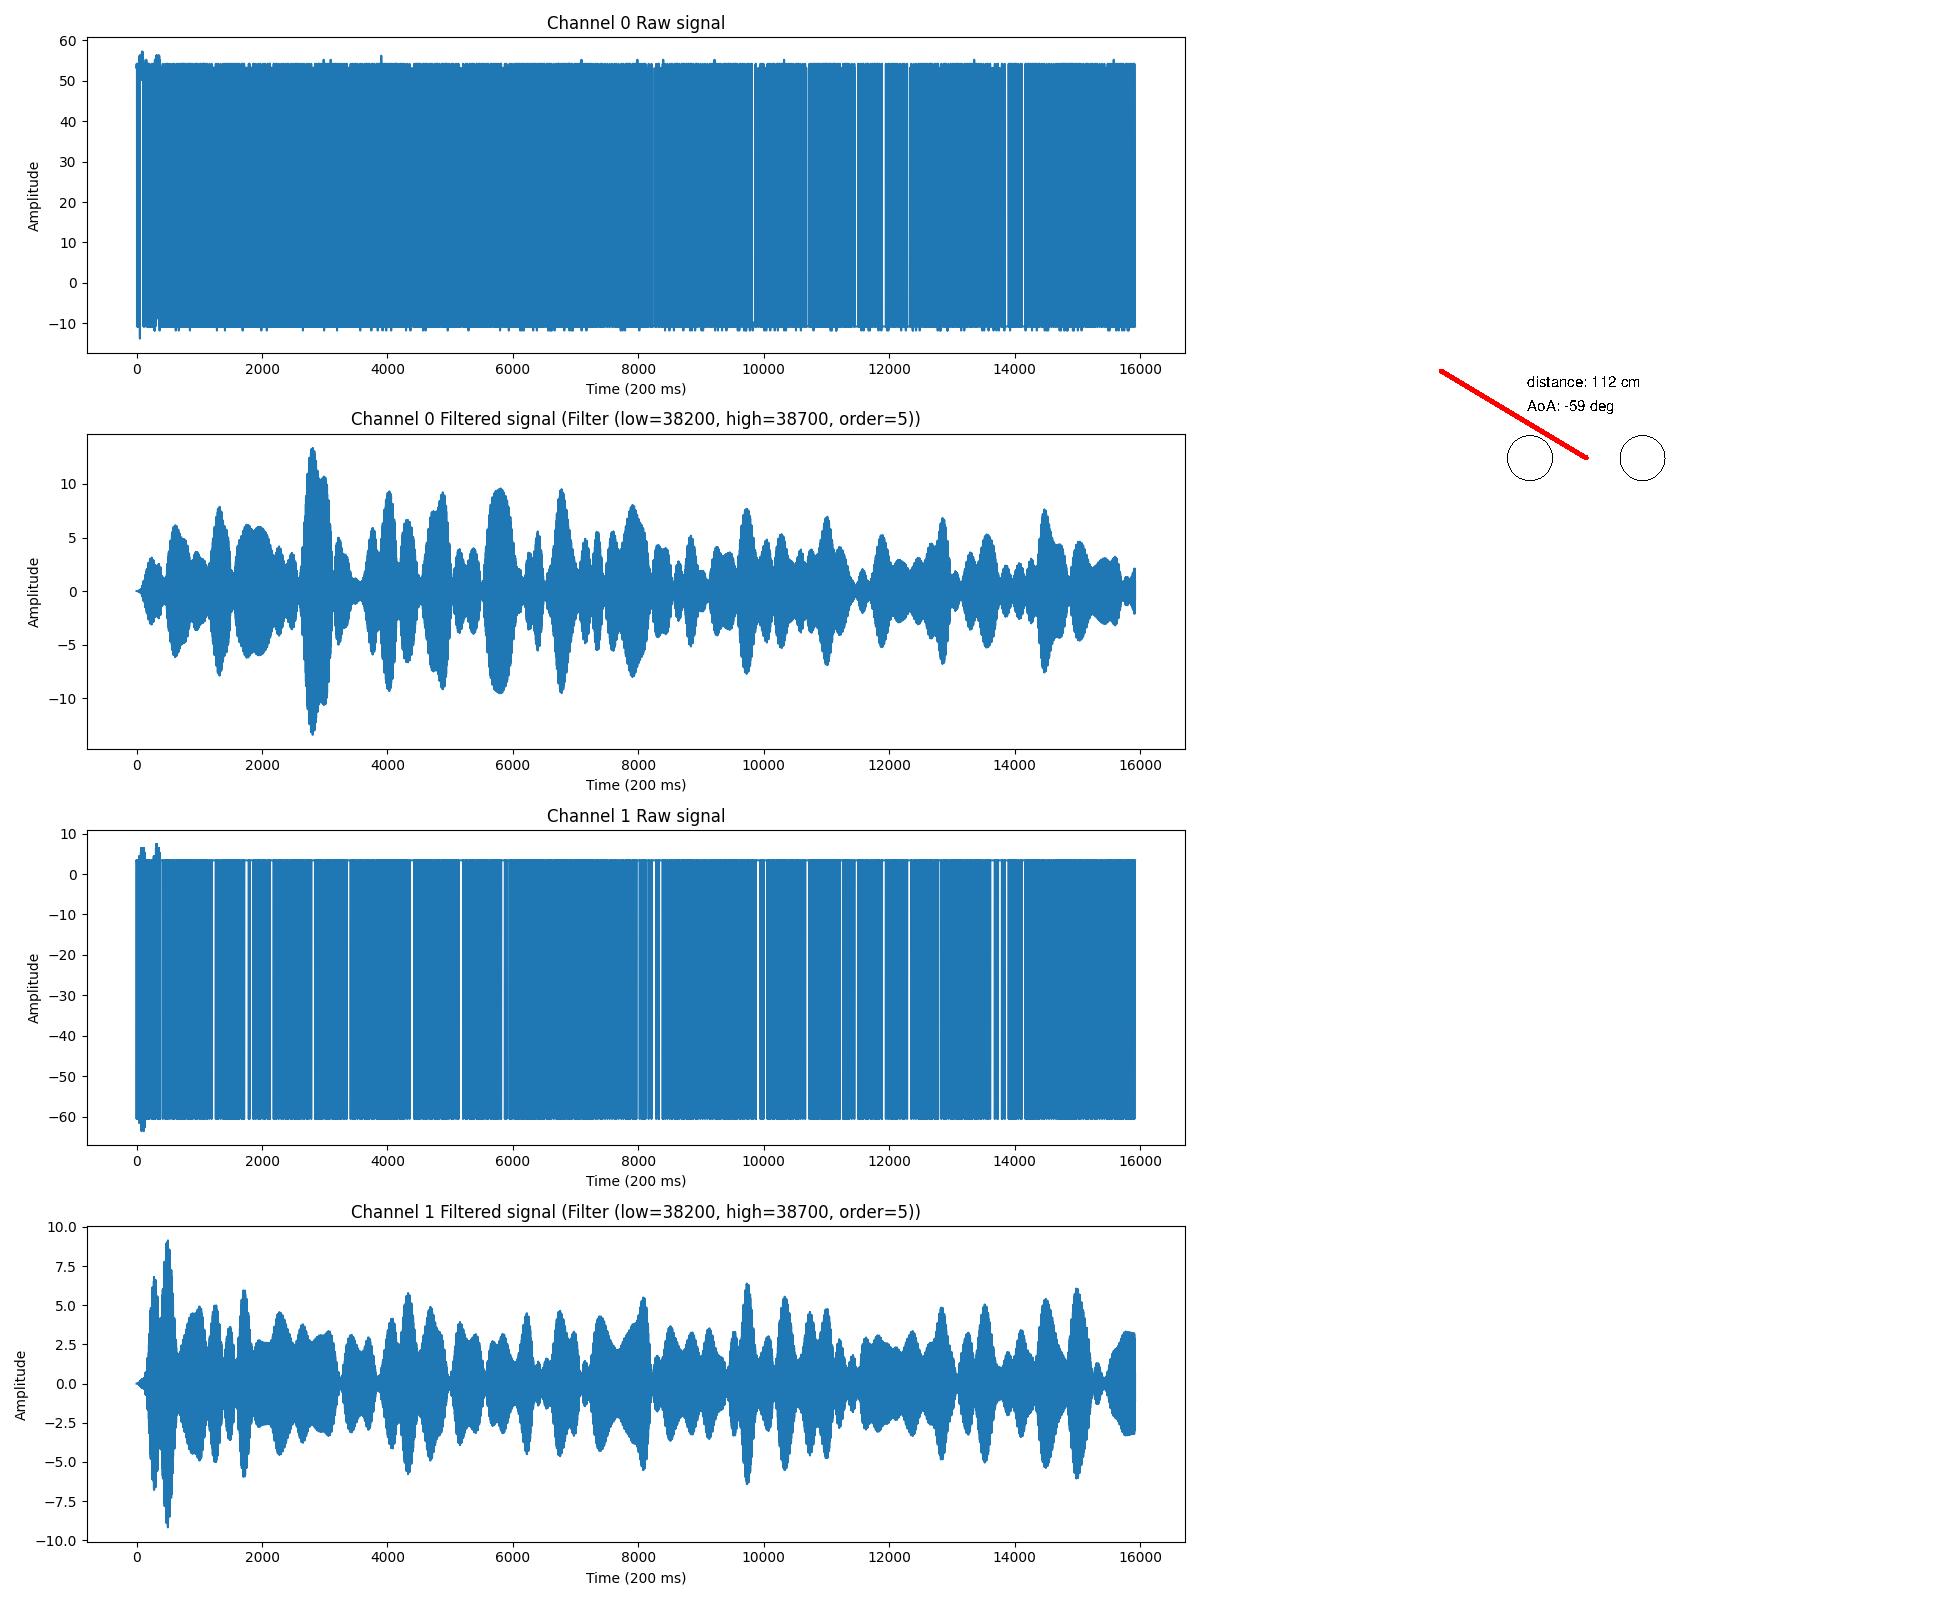 Channel 0 Raw signal
60
50
40
30
20
10
0
−10
Amplitude
0 2000 4000 6000 8000 10000 12000 14000 16000
Time (200 ms)
Channel 0 Filtered signal (Filter (low=38200, high=38700, order=5))
10
5
0
−5
−10
Amplitude
0 2000 4000 6000 8000 10000 12000 14000 16000
Time (200 ms)
Channel 1 Raw signal
10
0
−10
−20
−30
−40
−50
−60
Amplitude
0 2000 4000 6000 8000 10000 12000 14000 16000
Time (200 ms)
Channel 1 Filtered signal (Filter (low=38200, high=38700, order=5))
10.0
7.5
5.0
2.5
0.0
−2.5
−5.0
−7.5
−10.0
Amplitude
0 2000 4000 6000 8000 10000 12000 14000 16000
Time (200 ms)
distance: 112 cm
AoA: -59 deg